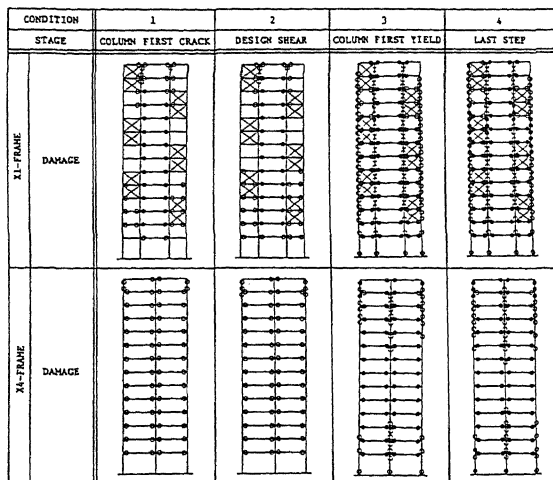 CONDITION 1 2 3 4
STAGE COLUMN FIRST CRACK DESIGN SHEAR COLUMN FIRST YIELD LAST STEP
X1-FRAME
DAMAGE
X4-FRAME
DAMAGE